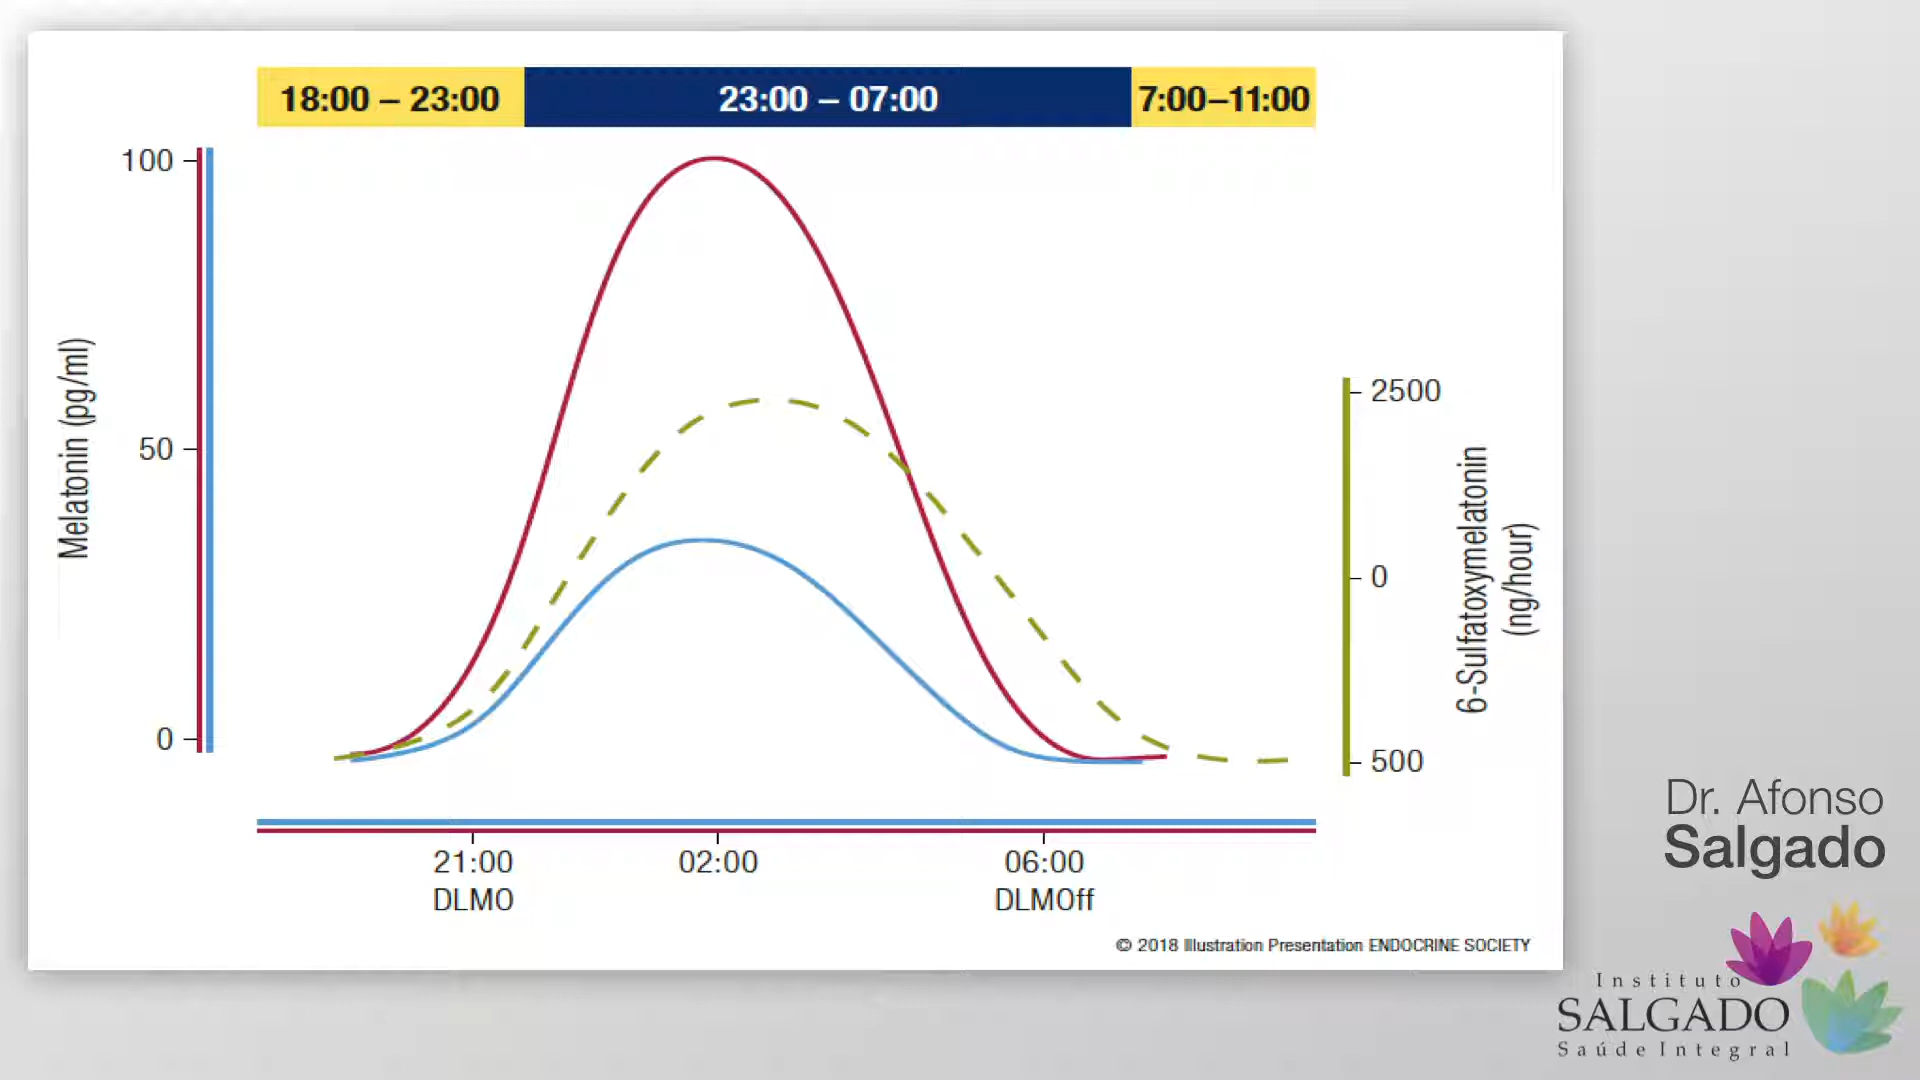 18:00 – 23:00
23:00 – 07:00
7:00–11:00
100
50
0
Melatonin (pg/ml)
2500
0
500
6-Sulfatoxymelatonin
(ng/hour)
21:00
DLMO
02:00
06:00
DLMOff
© 2018 Illustration Presentation ENDOCRINE SOCIETY
Dr. Afonso
Salgado
Instituto
SALGADO
Saúde Integral